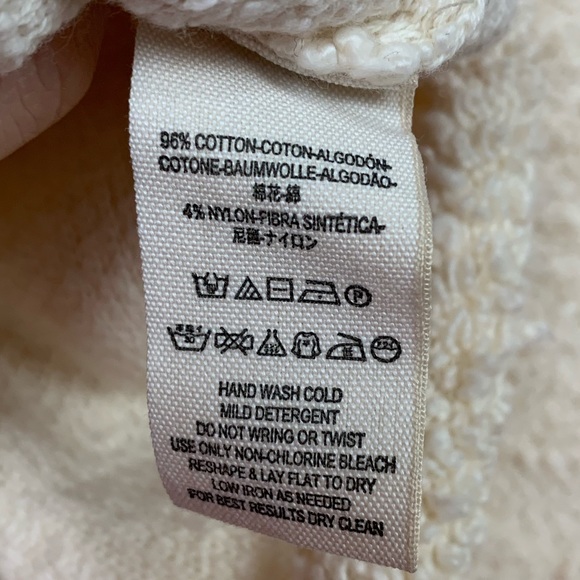 96% COTTON-COTON-ALGODÓN-
COTONE-BAUMWOLLE-ALGODÃO-
棉花-綿
4% NYLON-FIBRA SINTÉTICA-
尼龍-ナイロン
P
30
HAND WASH COLD
MILD DETERGENT
DO NOT WRING OR TWIST
USE ONLY NON-CHLORINE BLEACH
RESHAPE & LAY FLAT TO DRY
LOW IRON AS NEEDED
FOR BEST RESULTS DRY CLEAN